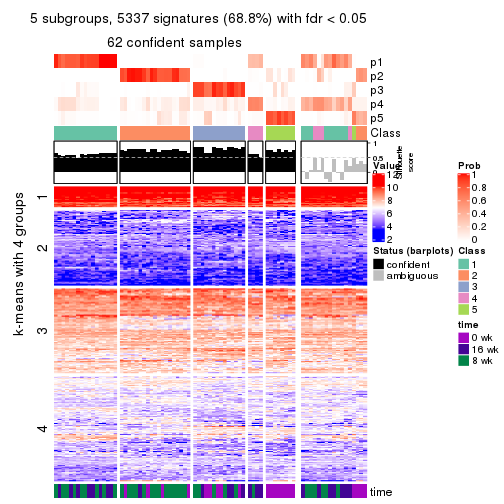 5 subgroups, 5337 signatures (68.8%) with fdr < 0.05
62 confident samples
p1
p2
p3
p4
p5
Class
1
0.5
0
Silhouette
score
k-means with 4 groups
1
2
3
4
time
Value
12
10
8
6
4
2
Status (barplots)
confident
ambiguous
Prob
1
0.8
0.6
0.4
0.2
0
Class
1
2
3
4
5
time
0 wk
16 wk
8 wk